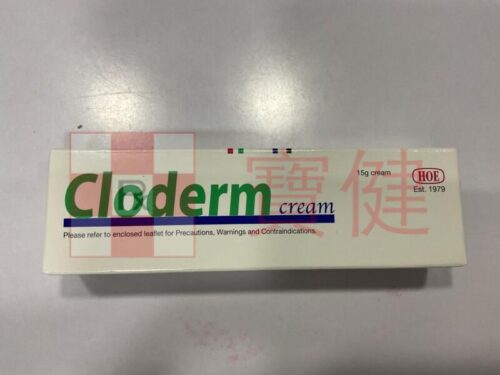 15g cream
HOE
Est. 1979
Cloderm cream
Please refer to enclosed leaflet for Precautions, Warnings and Contraindications.
寶健